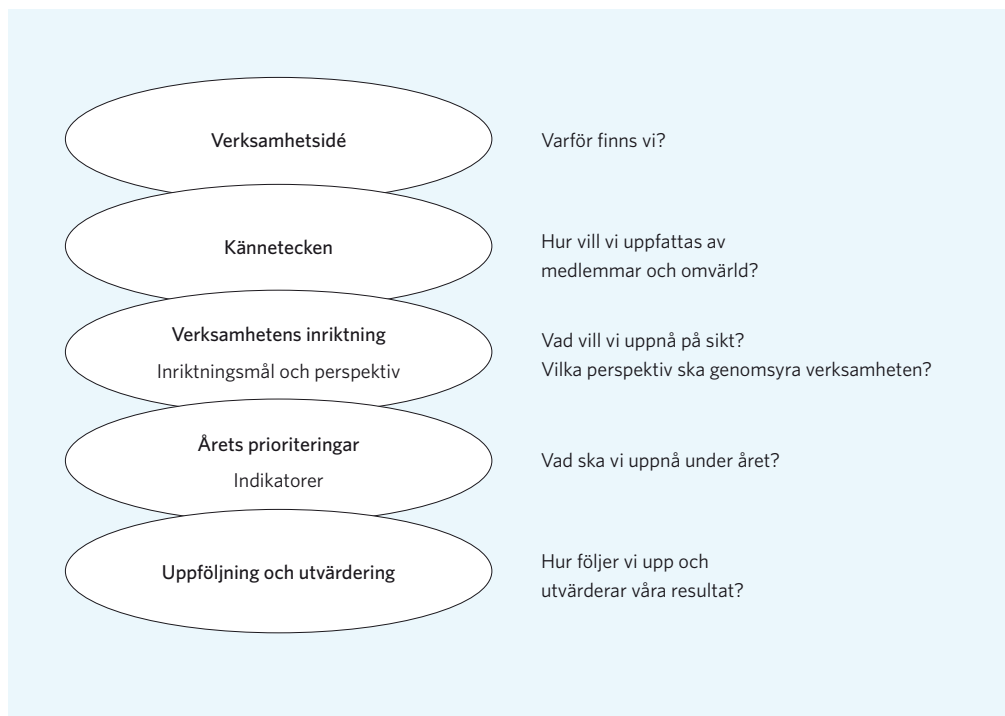 Verksamhetsidé
Varför finns vi?
Kännetecken
Hur vill vi uppfattas av
medlemmar och omvärld?
Verksamhetens inriktning
Inriktningsmål och perspektiv
Vad vill vi uppnå på sikt?
Vilka perspektiv ska genomsyra verksamheten?
Årets prioriteringar
Indikatorer
Vad ska vi uppnå under året?
Uppföljning och utvärdering
Hur följer vi upp och
utvärderar våra resultat?